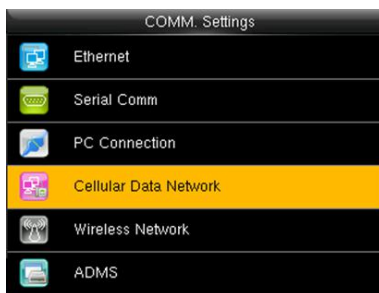 COMM. Settings
Ethernet
Serial Comm
PC Connection
Cellular Data Network
Wireless Network
ADMS